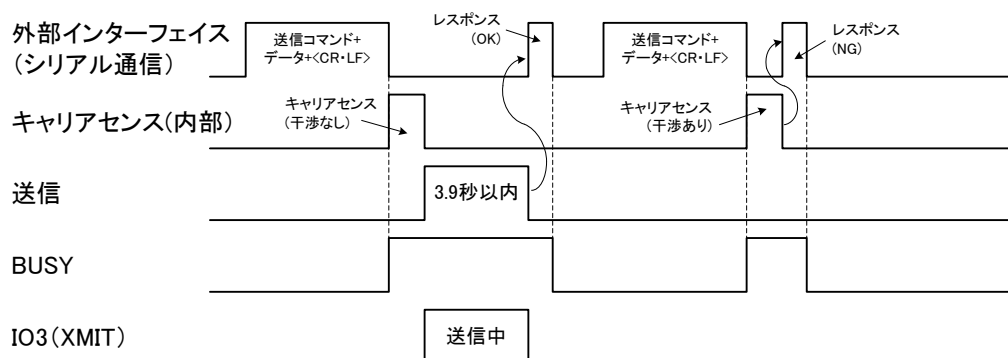 外部インターフェイス
(シリアル通信)
送信コマンド+
データ+<CR・LF>
レスポンス
(OK)
送信コマンド+
データ+<CR・LF>
レスポンス
(NG)
キャリアセンス(内部)
キャリアセンス
(干渉なし)
キャリアセンス
(干渉あり)
送信
3.9秒以内
BUSY
IO3(XMIT)
送信中